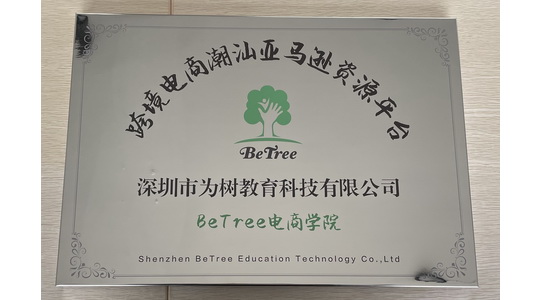 跨境电商潮汕亚马逊资源平台
BeTree
深圳市为树教育科技有限公司
BeTree电商学院
Shenzhen BeTree Education Technology Co.,Ltd